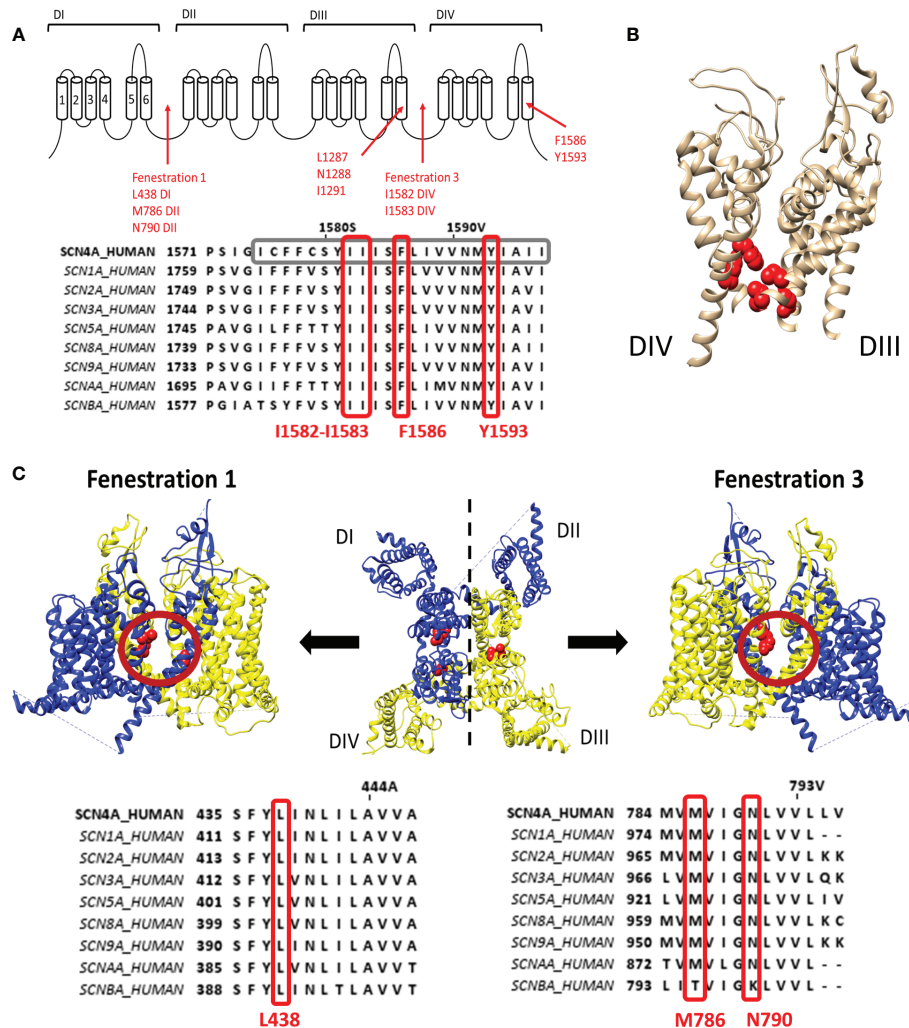 A
DI
DII
DIII
DIV
1 2 3 4 5 6
Fenestration 1
L438 DI
M786 DII
N790 DII
L1287
N1288
I1291
Fenestration 3
I1582 DIV
I1583 DIV
F1586
Y1593
1580S 1590V
SCN4A_HUMAN 1571 P S I G I C F F C S Y I I I S F L I V V N M Y I A I I
SCN1A_HUMAN 1759 P S V G I F F F V S Y I I I S F L V V V N M Y I A V I
SCN2A_HUMAN 1749 P S V G I F F F V S Y I I I S F L V V V N M Y I A V I
SCN3A_HUMAN 1744 P S V G I F F F V S Y I I I S F L V V V N M Y I A V I
SCN5A_HUMAN 1745 P A V G I L F F T T Y I I I S F L I V V N M Y I A I I
SCN8A_HUMAN 1739 P S V G I F F F V S Y I I I S F L I V V N M Y I A I I
SCN9A_HUMAN 1733 P S V G I F Y F V S Y I I I S F L V V V N M Y I A V I
SCNAA_HUMAN 1695 P A V G I I F F T T Y I I I S F L I M V N M Y I A V I
SCNBA_HUMAN 1577 P G I A T S Y F V S Y I I I S F L I V V N M Y I A V I
I1582-I1583 F1586 Y1593
B
DIV
DIII
C
Fenestration 1
Fenestration 3
DI
DII
DIV
DIII
444A
SCN4A_HUMAN 435 S F Y L I N L I L A V V A
SCN1A_HUMAN 411 S F Y L I N L I L A V V A
SCN2A_HUMAN 413 S F Y L I N L I L A V V A
SCN3A_HUMAN 412 S F Y L V N L I L A V V A
SCN5A_HUMAN 401 S F Y L V N L I L A V V A
SCN8A_HUMAN 399 S F Y L V N L I L A V V A
SCN9A_HUMAN 390 S F Y L I N L I L A V V A
SCNAA_HUMAN 385 S F Y L V N L I L A V V T
SCNBA_HUMAN 388 S F Y L I N L T L A V V T
L438
793V
SCN4A_HUMAN 784 M V M V I G N L V V L L V
SCN1A_HUMAN 974 M V M V I G N L V V L - -
SCN2A_HUMAN 965 M V M V I G N L V V L K K
SCN3A_HUMAN 966 L V M V I G N L V V L Q K
SCN5A_HUMAN 921 L V M V I G N L V V L I V
SCN8A_HUMAN 959 M V M V I G N L V V L K C
SCN9A_HUMAN 950 M V M V I G N L V V L K K
SCNAA_HUMAN 872 T V M V L G N L V V L - -
SCNBA_HUMAN 793 L I T V I G K L V V L - -
M786 N790